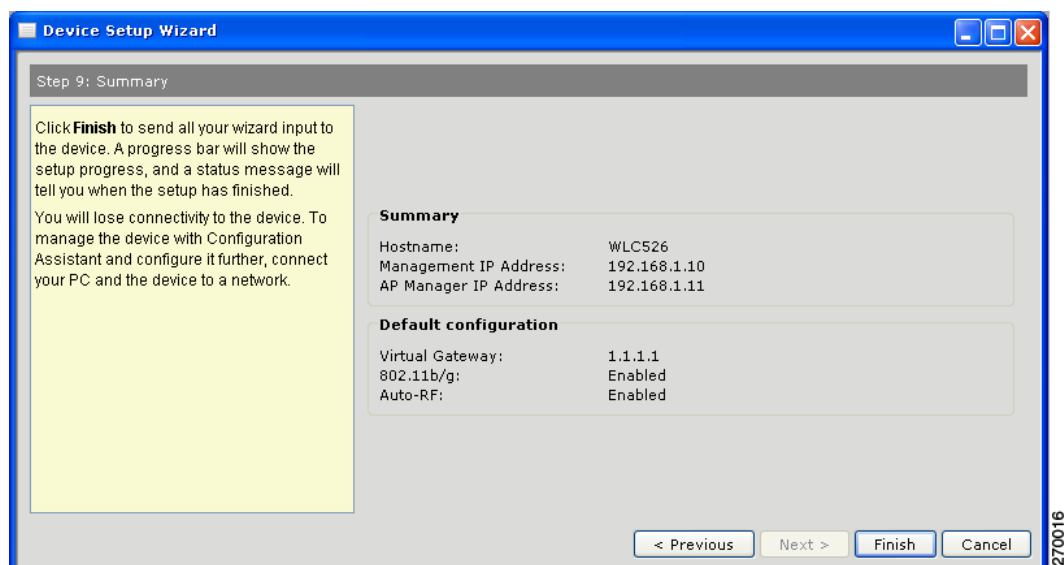 Device Setup Wizard
Step 9: Summary
Click Finish to send all your wizard input to
the device. A progress bar will show the
setup progress, and a status message will
tell you when the setup has finished.
You will lose connectivity to the device. To
manage the device with Configuration
Assistant and configure it further, connect
your PC and the device to a network.
Summary
Hostname: WLC526
Management IP Address: 192.168.1.10
AP Manager IP Address: 192.168.1.11
Default configuration
Virtual Gateway: 1.1.1.1
802.11b/g: Enabled
Auto-RF: Enabled
< Previous Next > Finish Cancel
270016